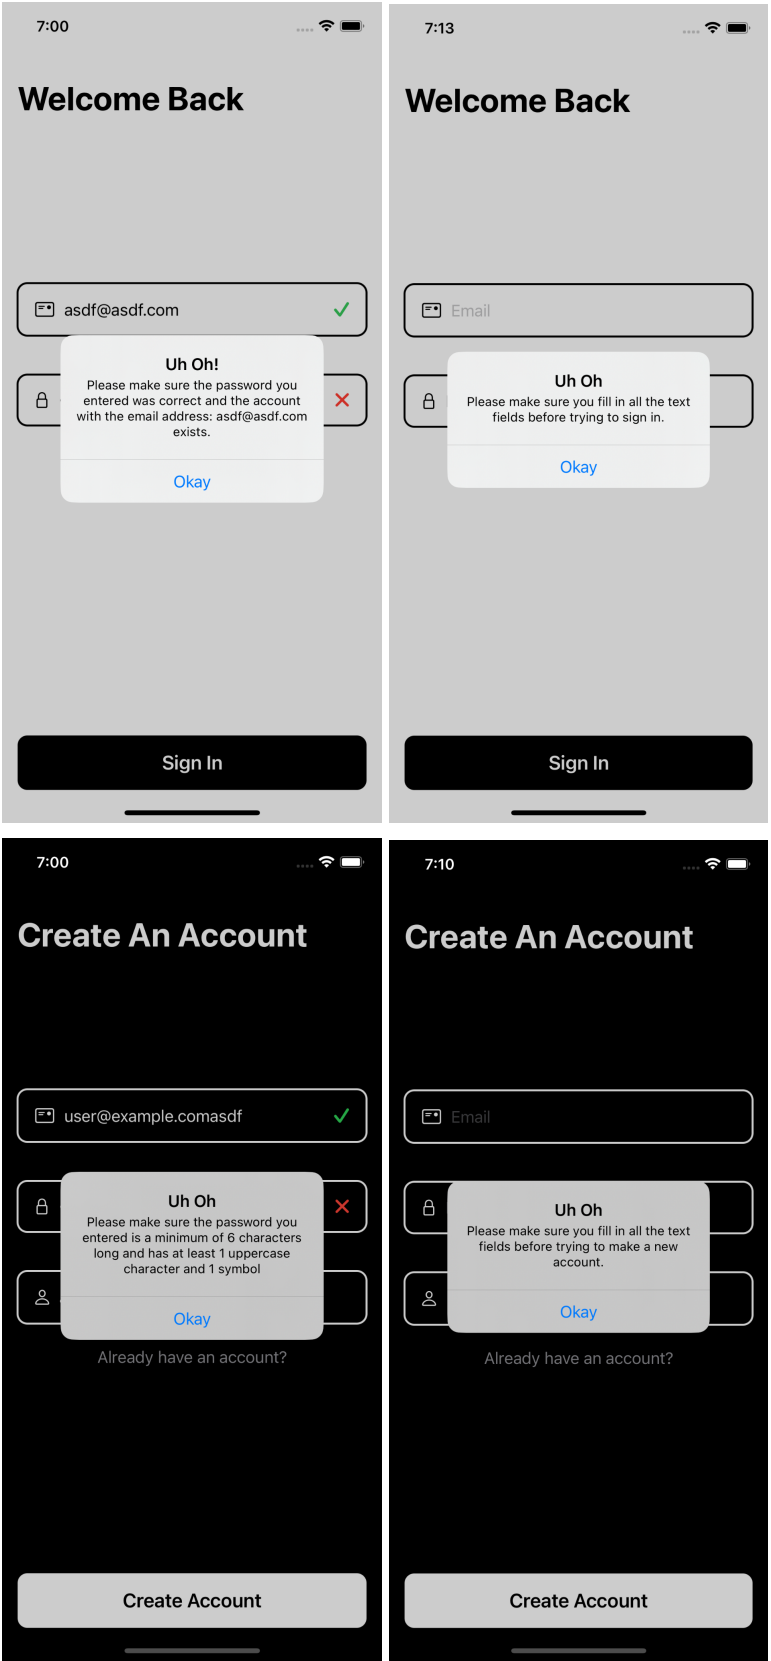 7:00
Welcome Back
asdf@asdf.com
Uh Oh!
Please make sure the password you
entered was correct and the account
with the email address: asdf@asdf.com
exists.
Okay
Sign In
7:13
Welcome Back
Email
Uh Oh
Please make sure you fill in all the text
fields before trying to sign in.
Okay
Sign In
7:00
Create An Account
user@example.comasdf
Uh Oh
Please make sure the password you
entered is a minimum of 6 characters
long and has at least 1 uppercase
character and 1 symbol
Okay
Already have an account?
Create Account
7:10
Create An Account
Email
Uh Oh
Please make sure you fill in all the text
fields before trying to make a new
account.
Okay
Already have an account?
Create Account